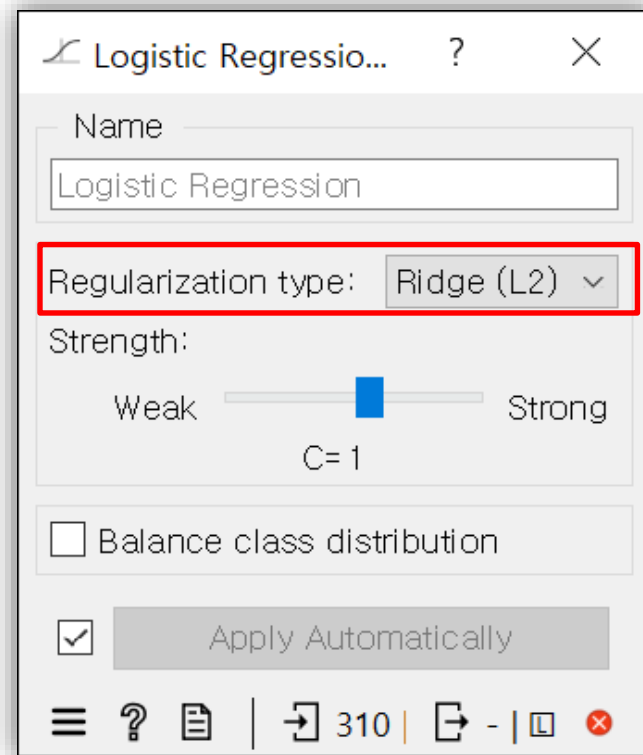 Logistic Regressio... ?
Name
Logistic Regression
Regularization type: Ridge (L2)
Strength:
Weak Strong
C= 1
Balance class distribution
Apply Automatically
? | 310 | - | L